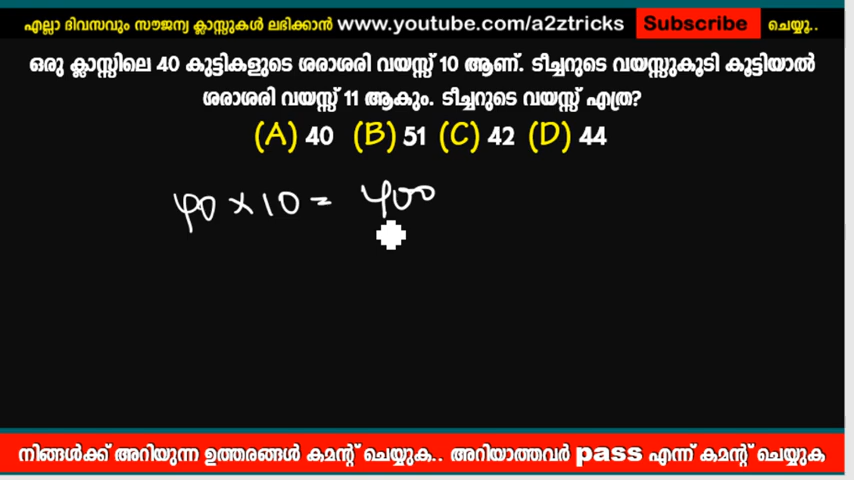 എല്ലാ ദിവസവും സൗജന്യ ക്ലാസ്സുകൾ ലഭിക്കാൻ www.youtube.com/a2ztricks Subscribe ചെയ്യൂ..
ഒരു ക്ലാസ്സിലെ 40 കുട്ടികളുടെ ശരാശരി വയസ്സ് 10 ആണ്. ടീച്ചറുടെ വയസ്സുകൂടി കൂട്ടിയാൽ
ശരാശരി വയസ്സ് 11 ആകും. ടീച്ചറുടെ വയസ്സ് എത്ര?
(A) 40 (B) 51 (C) 42 (D) 44
40 × 10 = 400
നിങ്ങൾക്ക് അറിയുന്ന ഉത്തരങ്ങൾ കമന്റ് ചെയ്യുക.. അറിയാത്തവർ pass എന്ന് കമന്റ് ചെയ്യുക